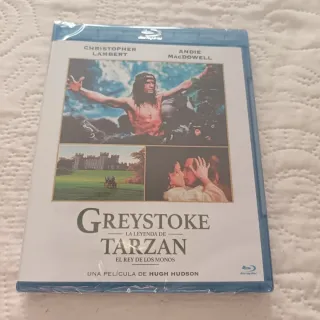 CHRISTOPHER LAMBERT
ANDIE MACDOWELL
GREYSTOKE
LA LEYENDA DE
TARZAN
EL REY DE LOS MONOS
UNA PELÍCULA DE HUGH HUDSON